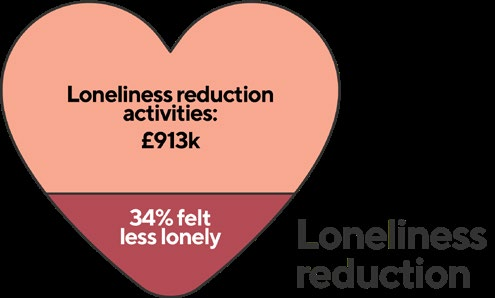 Loneliness reduction
activities:
£913k
34% felt
less lonely
Loneliness
reduction